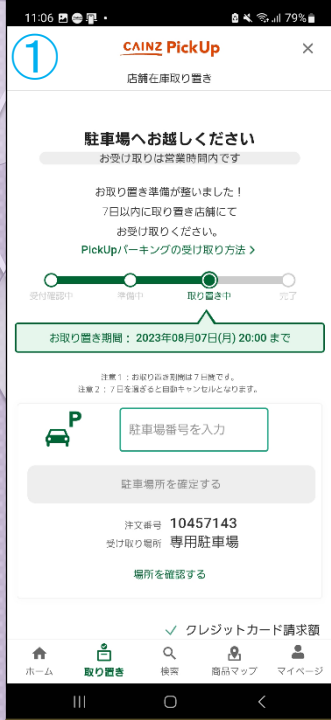 11:06
79%
①
CAINZ PickUp
店舗在庫取り置き
駐車場へお越しください
お受け取りは営業時間内です
お取り置き準備が整いました！
7日以内に取り置き店舗にて
お受け取りください。
PickUpパーキングの受け取り方法
受付確認中 準備中 取り置き中 完了
お取り置き期間： 2023年08月07日(月) 20:00 まで
注意1：お取り置き期間は7日間です。
注意2：7日を過ぎると自動キャンセルとなります。
P
駐車場番号を入力
駐車場所を確定する
注文番号 10457143
受け取り場所 専用駐車場
場所を確認する
クレジットカード請求額
ホーム 取り置き 検索 商品マップ マイページ